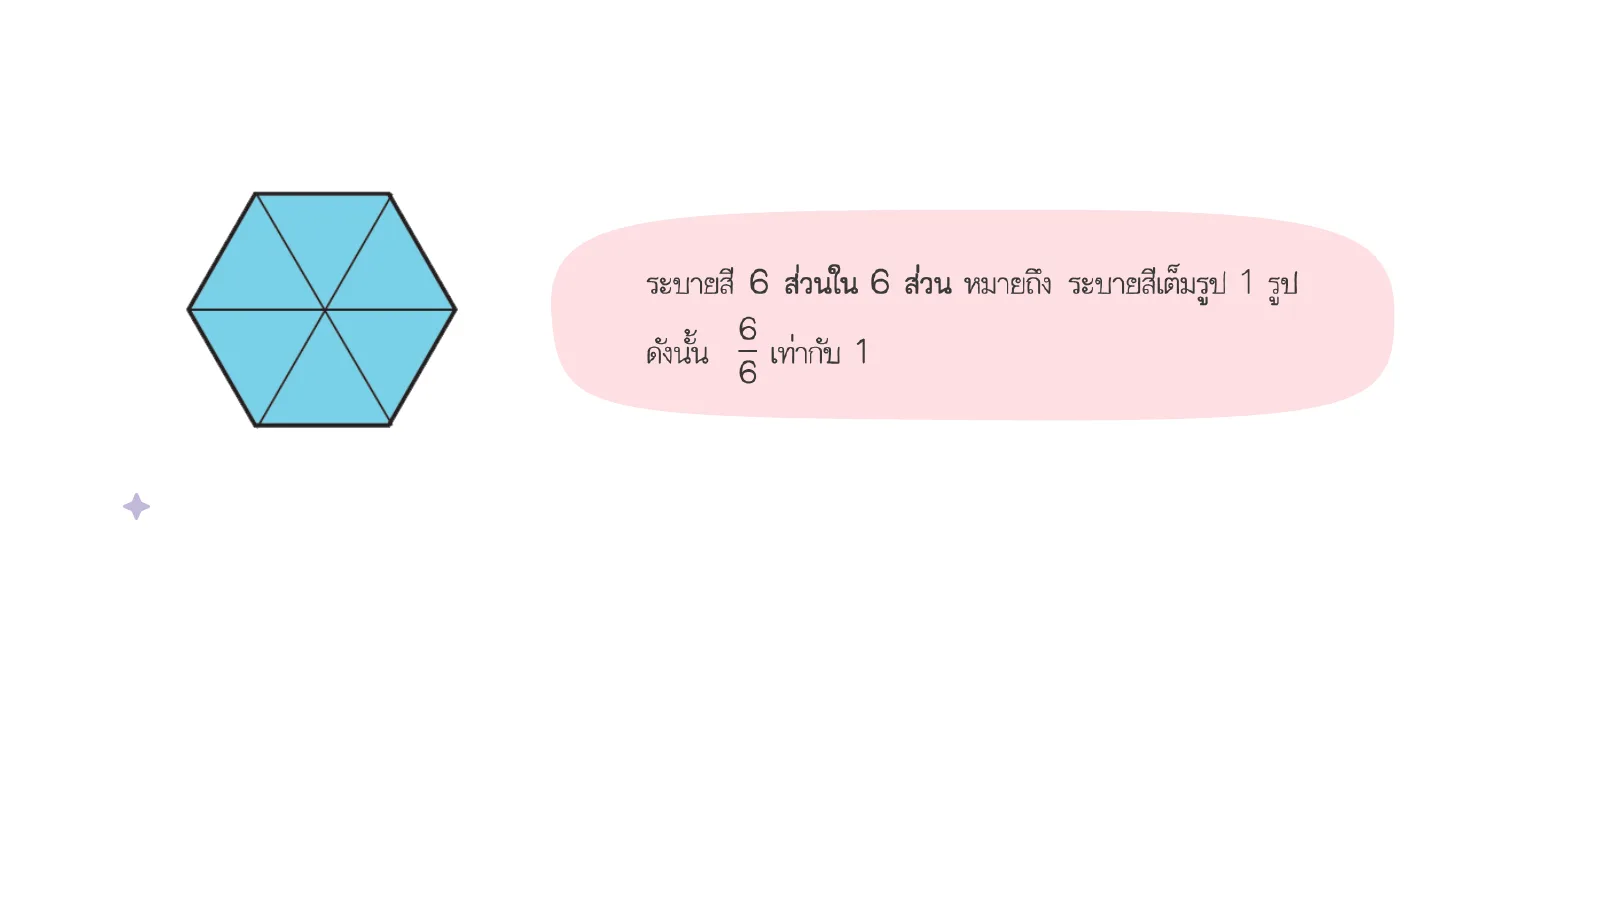 ระบายสี 6 ส่วนใน 6 ส่วน หมายถึง ระบายสีเต็มรูป 1 รูป
ดังนั้น 6/6 เท่ากับ 1